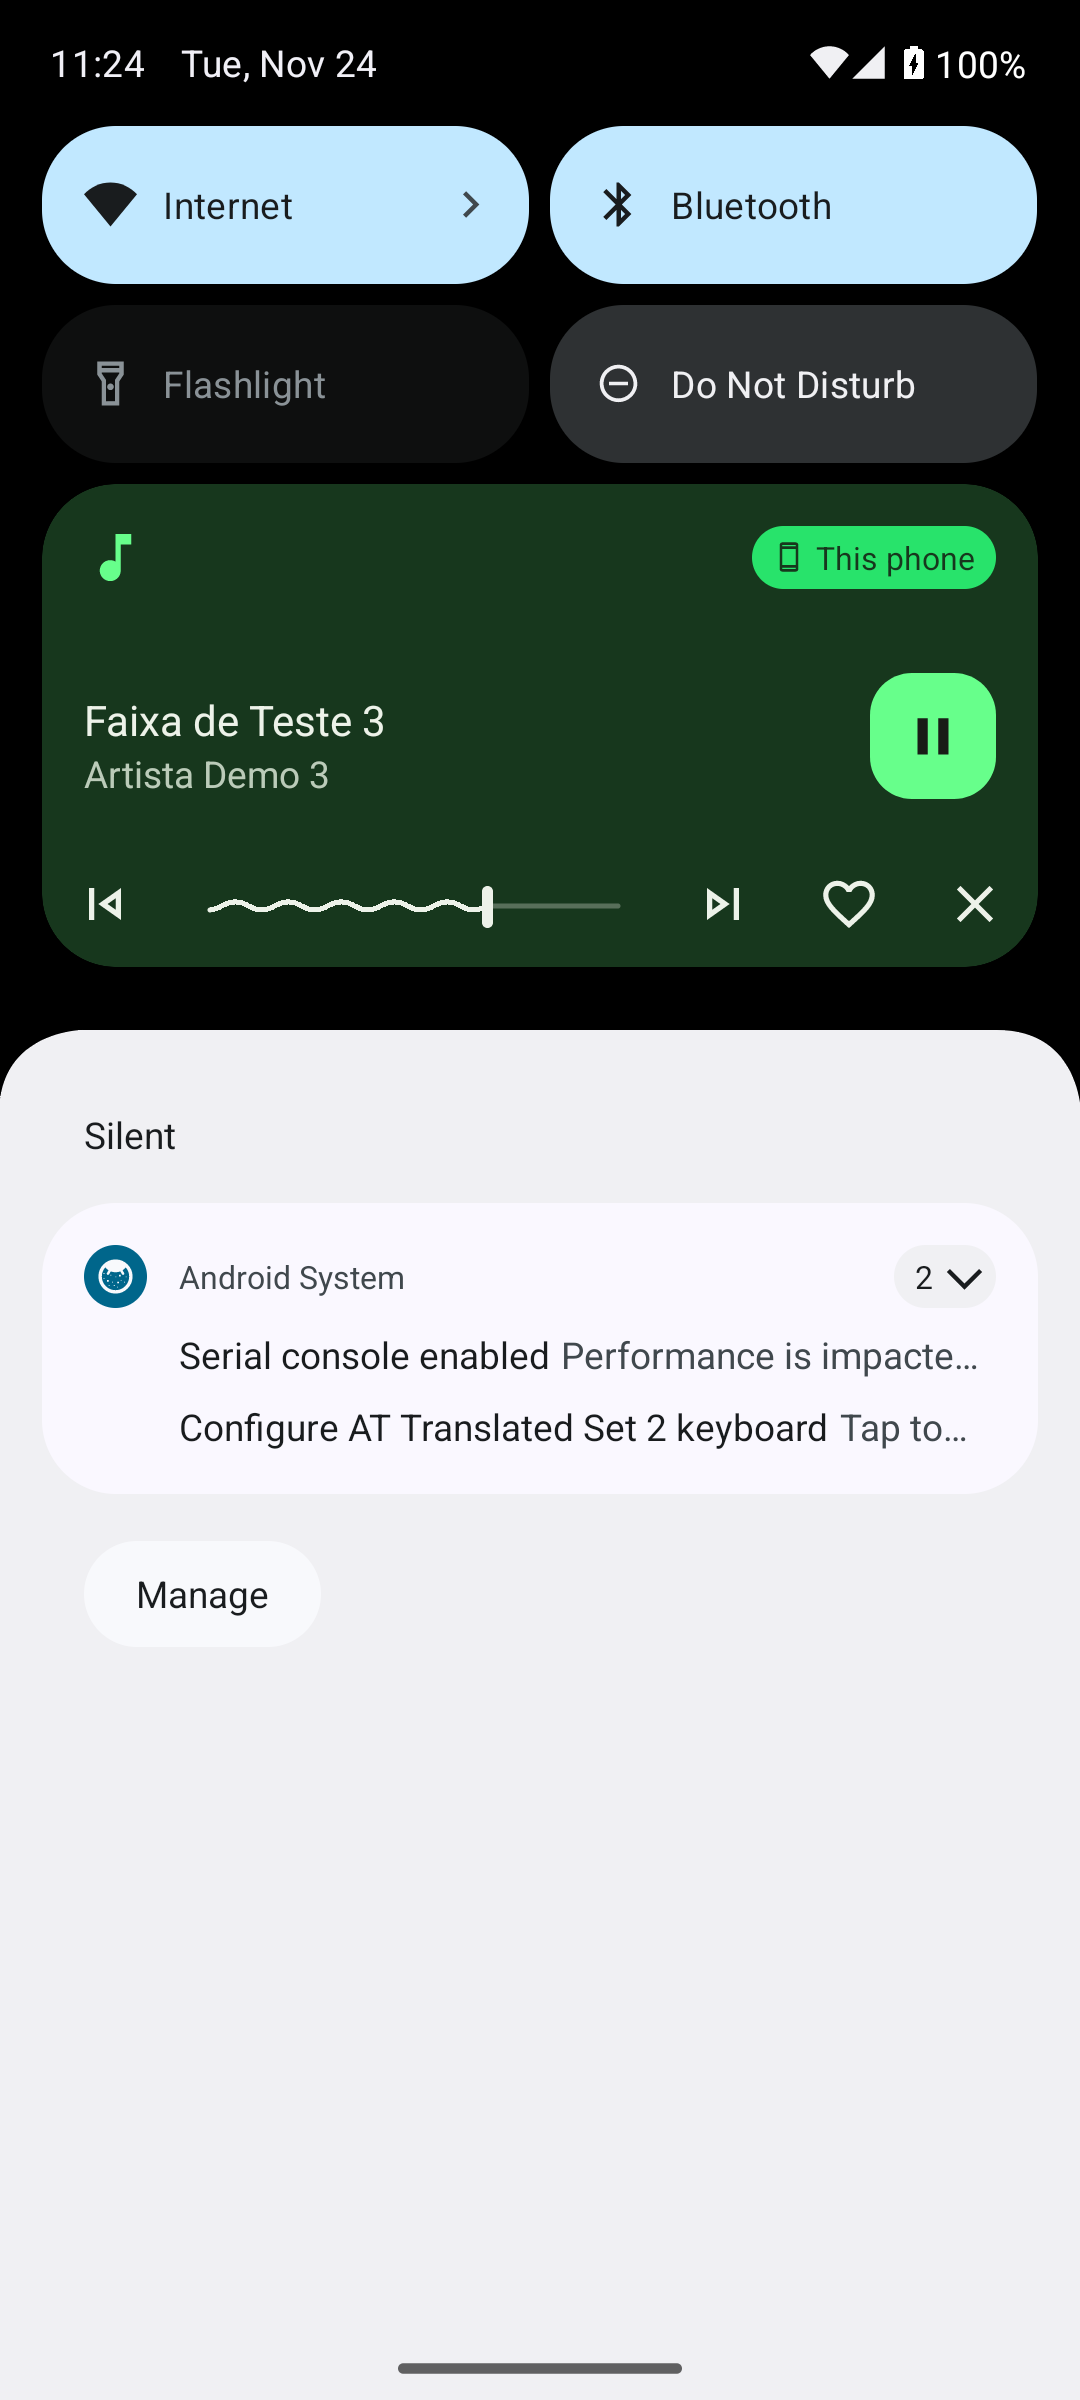 11:24 Tue, Nov 24 100%
Internet
Bluetooth
Flashlight
Do Not Disturb
This phone
Faixa de Teste 3
Artista Demo 3
Silent
Android System 2
Serial console enabled Performance is impacte…
Configure AT Translated Set 2 keyboard Tap to…
Manage